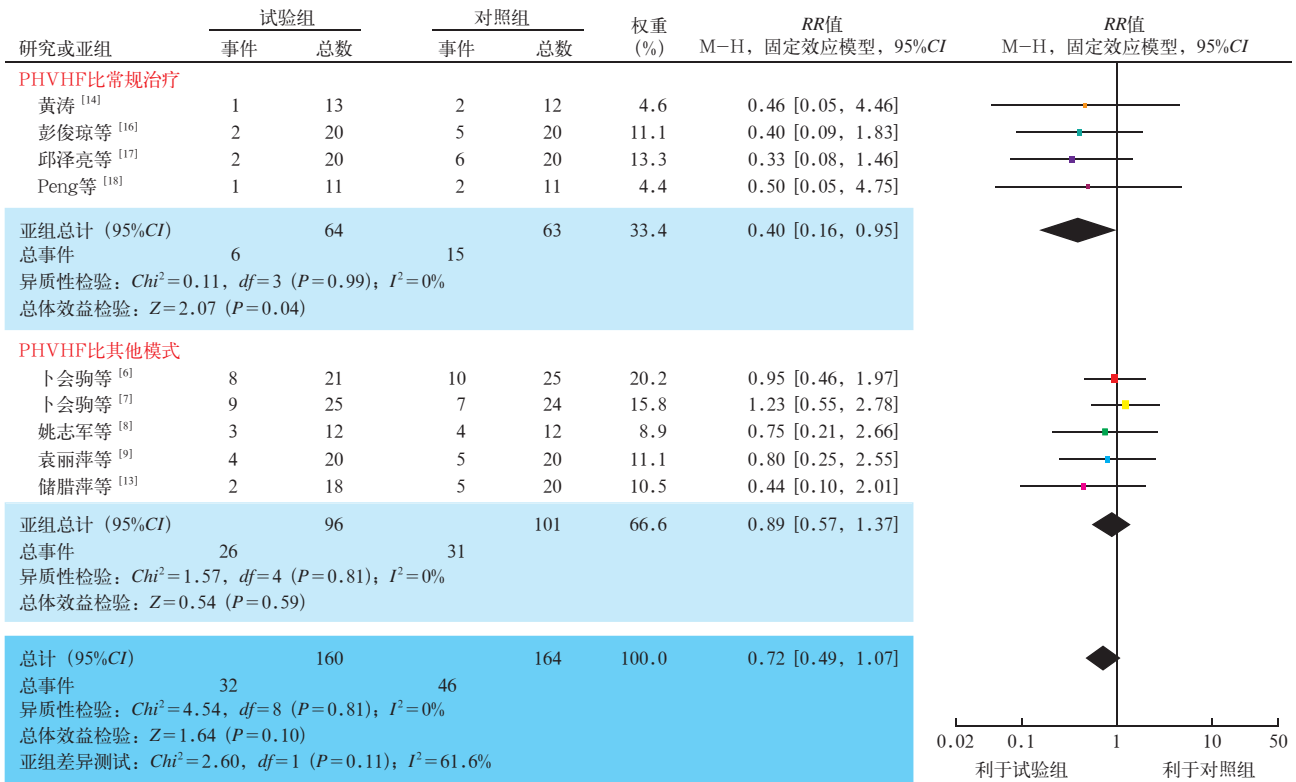 试验组 对照组 权重 RR值 RR值
研究或亚组 事件 总数 事件 总数 (%) M-H，固定效应模型，95%CI M-H，固定效应模型，95%CI
PHVHF比常规治疗
黄涛 [14] 1 13 2 12 4.6 0.46 [0.05, 4.46]
彭俊琼等 [16] 2 20 5 20 11.1 0.40 [0.09, 1.83]
邱泽亮等 [17] 2 20 6 20 13.3 0.33 [0.08, 1.46]
Peng等 [18] 1 11 2 11 4.4 0.50 [0.05, 4.75]
亚组总计（95%CI） 64 63 33.4 0.40 [0.16, 0.95]
总事件 6 15
异质性检验：Chi²=0.11, df=3 (P=0.99)；I²=0%
总体效益检验：Z=2.07 (P=0.04)
PHVHF比其他模式
卜会驹等 [6] 8 21 10 25 20.2 0.95 [0.46, 1.97]
卜会驹等 [7] 9 25 7 24 15.8 1.23 [0.55, 2.78]
姚志军等 [8] 3 12 4 12 8.9 0.75 [0.21, 2.66]
袁丽萍等 [9] 4 20 5 20 11.1 0.80 [0.25, 2.55]
储腊萍等 [13] 2 18 5 20 10.5 0.44 [0.10, 2.01]
亚组总计（95%CI） 96 101 66.6 0.89 [0.57, 1.37]
总事件 26 31
异质性检验：Chi²=1.57, df=4 (P=0.81)；I²=0%
总体效益检验：Z=0.54 (P=0.59)
总计（95%CI） 160 164 100.0 0.72 [0.49, 1.07]
总事件 32 46
异质性检验：Chi²=4.54, df=8 (P=0.81)；I²=0%
总体效益检验：Z=1.64 (P=0.10)
亚组差异测试：Chi²=2.60, df=1 (P=0.11)；I²=61.6%
0.02 0.1 1 10 50
利于试验组 利于对照组